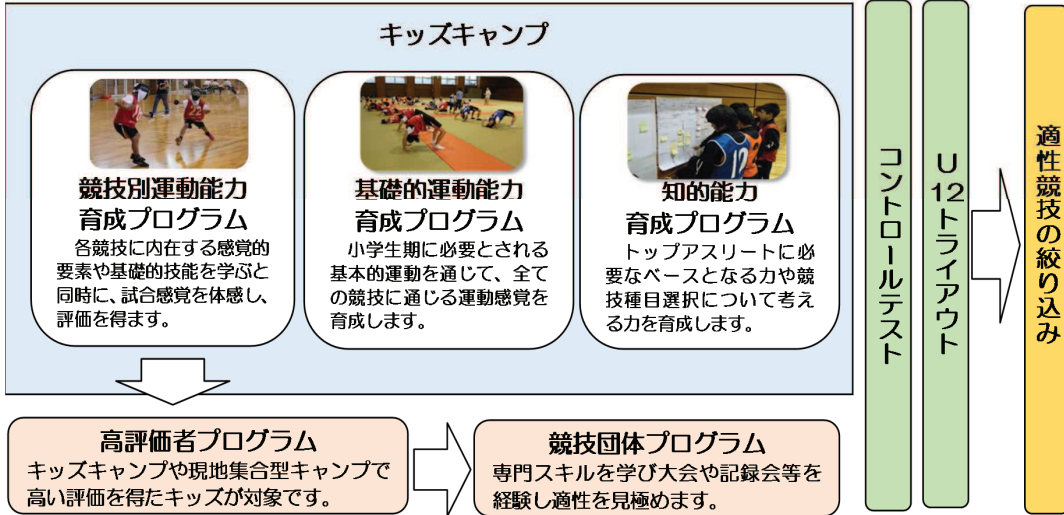 キッズキャンプ
競技別運動能力
育成プログラム
各競技に内在する感覚的
要素や基礎的技能を学ぶと
同時に、試合感覚を体感し、
評価を得ます。
基礎的運動能力
育成プログラム
小学生期に必要とされる
基本的運動を通じて、全て
の競技に通じる運動感覚を
育成します。
知的能力
育成プログラム
トップアスリートに必
要なベースとなる力や競
技種目選択について考え
る力を育成します。
高評価者プログラム
キッズキャンプや現地集合型キャンプで
高い評価を得たキッズが対象です。
競技団体プログラム
専門スキルを学び大会や記録会等を
経験し適性を見極めます。
コントロールテスト
U12トライアウト
適性競技の絞り込み